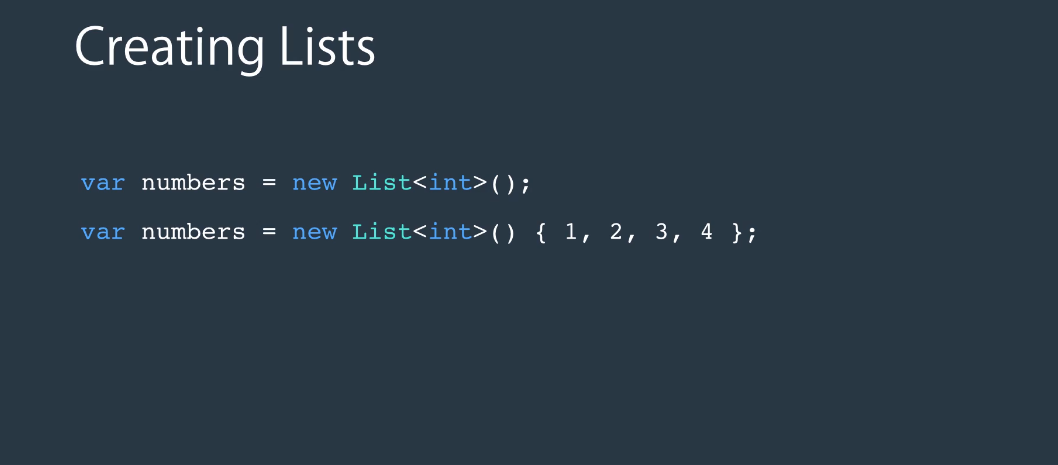 Creating Lists
var numbers = new List<int>();
var numbers = new List<int>() { 1, 2, 3, 4 };